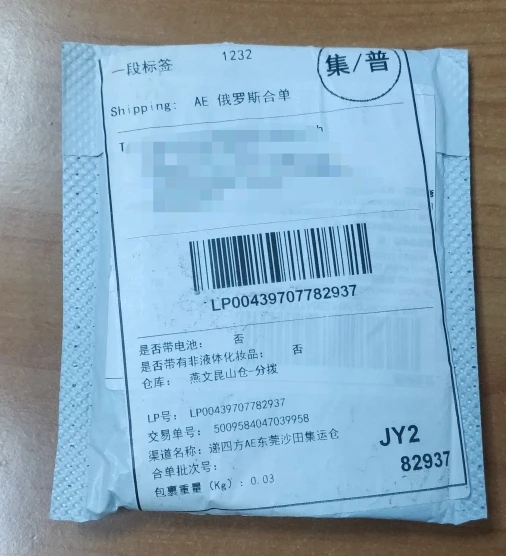 一段标签
1232
集/普
Shipping: AE 俄罗斯合单
LP00439707782937
是否带电池: 否
是否带有非液体化妆品: 否
仓库: 燕文昆山仓-分拨
LP号: LP00439707782937
交易单号: 5009584047039958
渠道名称: 递四方AE东莞沙田集运仓
合单批次号:
包裹重量 (Kg): 0.03
JY2
82937